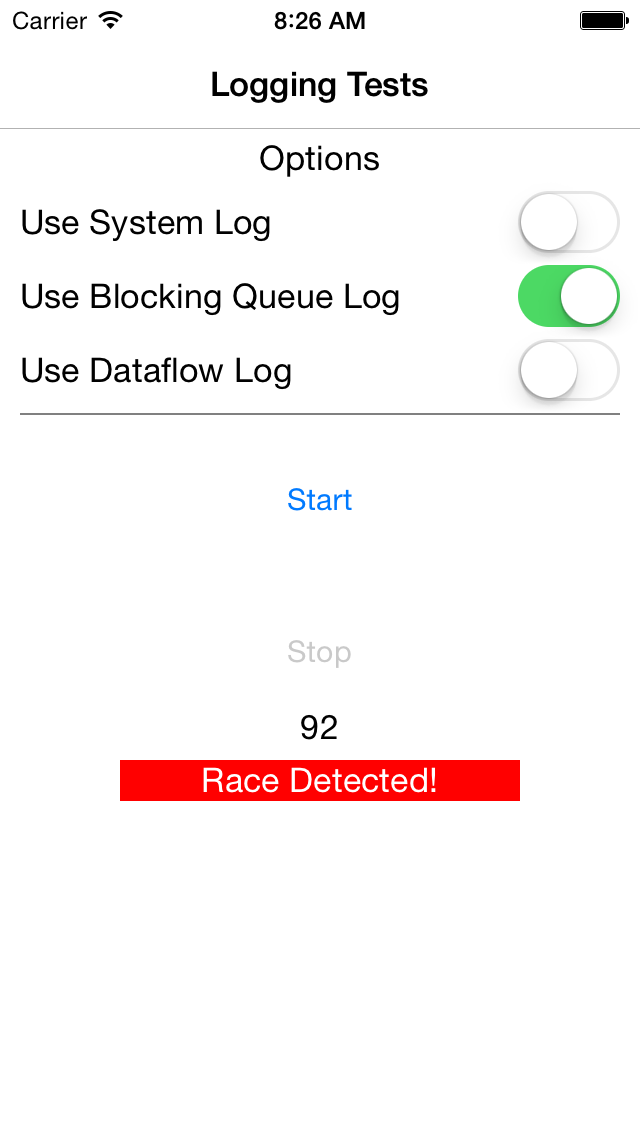 Carrier 8:26 AM
Logging Tests
Options
Use System Log
Use Blocking Queue Log
Use Dataflow Log
Start
Stop
92
Race Detected!